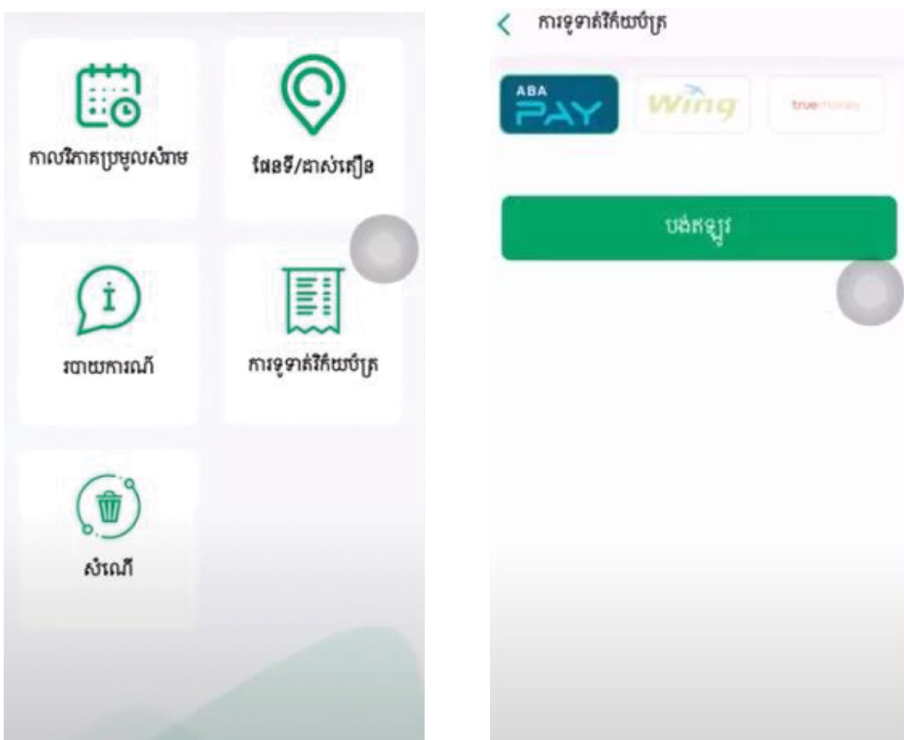 កាលវិភាគប្រមូលសំរាម
ផែនទី/ដាស់តឿន
របាយការណ៍
ការទូទាត់វិក័យប័ត្រ
សំណើ
ការទូទាត់វិក័យប័ត្រ
ABA PAY
Wing
truemoney
បង់ឥឡូវ